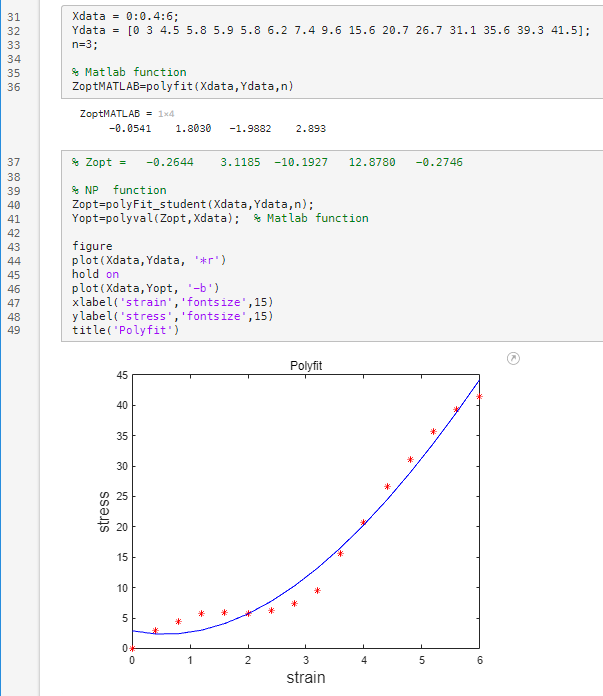 31 Xdata = 0:0.4:6;
32 Ydata = [0 3 4.5 5.8 5.9 5.8 6.2 7.4 9.6 15.6 20.7 26.7 31.1 35.6 39.3 41.5];
33 n=3;
34
35 % Matlab function
36 ZoptMATLAB=polyfit(Xdata,Ydata,n)
ZoptMATLAB = 1×4
-0.0541 1.8030 -1.9882 2.893
37 % Zopt = -0.2644 3.1185 -10.1927 12.8780 -0.2746
38
39 % NP function
40 Zopt=polyFit_student(Xdata,Ydata,n);
41 Yopt=polyval(Zopt,Xdata); % Matlab function
42
43 figure
44 plot(Xdata,Ydata, '*r')
45 hold on
46 plot(Xdata,Yopt, '-b')
47 xlabel('strain','fontsize',15)
48 ylabel('stress','fontsize',15)
49 title('Polyfit')
Polyfit
45
40
35
30
25
20
15
10
5
0
stress
0 1 2 3 4 5 6
strain